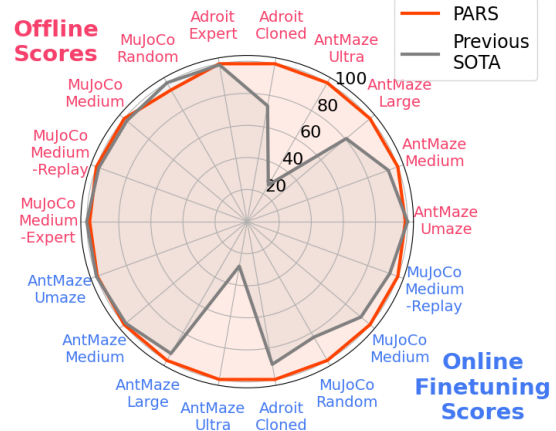 Offline
Scores
PARS
Previous
SOTA
Adroit
Expert
Adroit
Cloned
AntMaze
Ultra
AntMaze
Large
AntMaze
Medium
AntMaze
Umaze
MuJoCo
Medium
-Replay
MuJoCo
Medium
MuJoCo
Random
Adroit
Cloned
AntMaze
Ultra
AntMaze
Large
AntMaze
Medium
AntMaze
Umaze
MuJoCo
Medium
-Expert
MuJoCo
Medium
-Replay
MuJoCo
Medium
MuJoCo
Random
100
80
60
40
20
Online
Finetuning
Scores